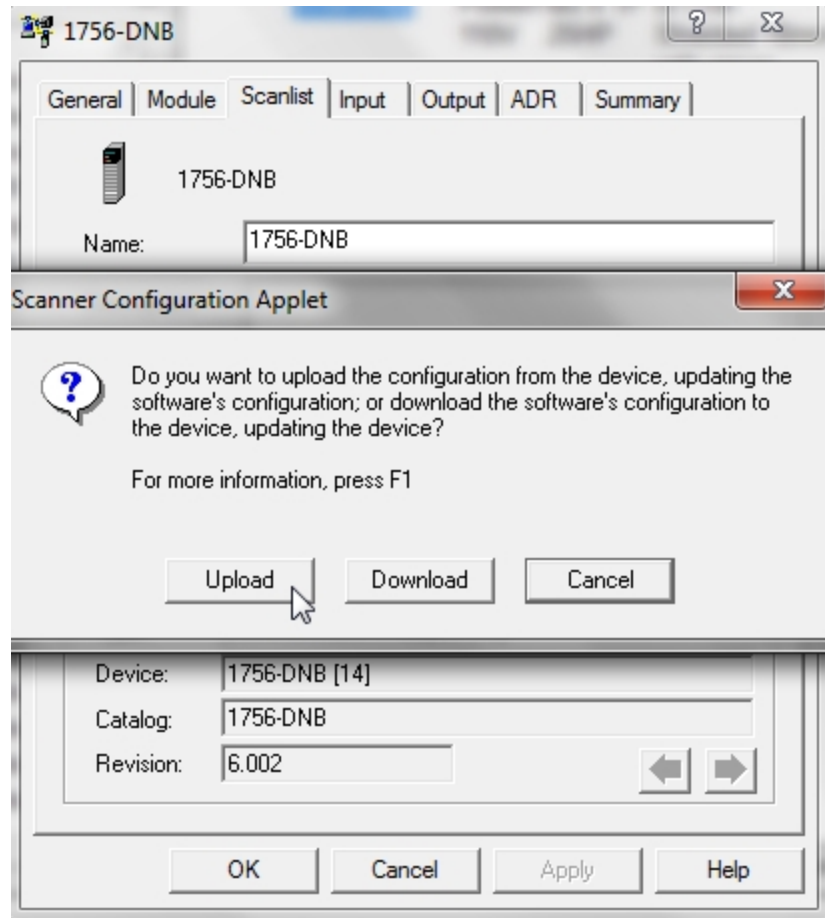 1756-DNB
General Module Scanlist Input Output ADR Summary
1756-DNB
Name: 1756-DNB
Scanner Configuration Applet
Do you want to upload the configuration from the device, updating the
software's configuration; or download the software's configuration to
the device, updating the device?
For more information, press F1
Upload Download Cancel
Device: 1756-DNB [14]
Catalog: 1756-DNB
Revision: 6.002
OK Cancel Apply Help